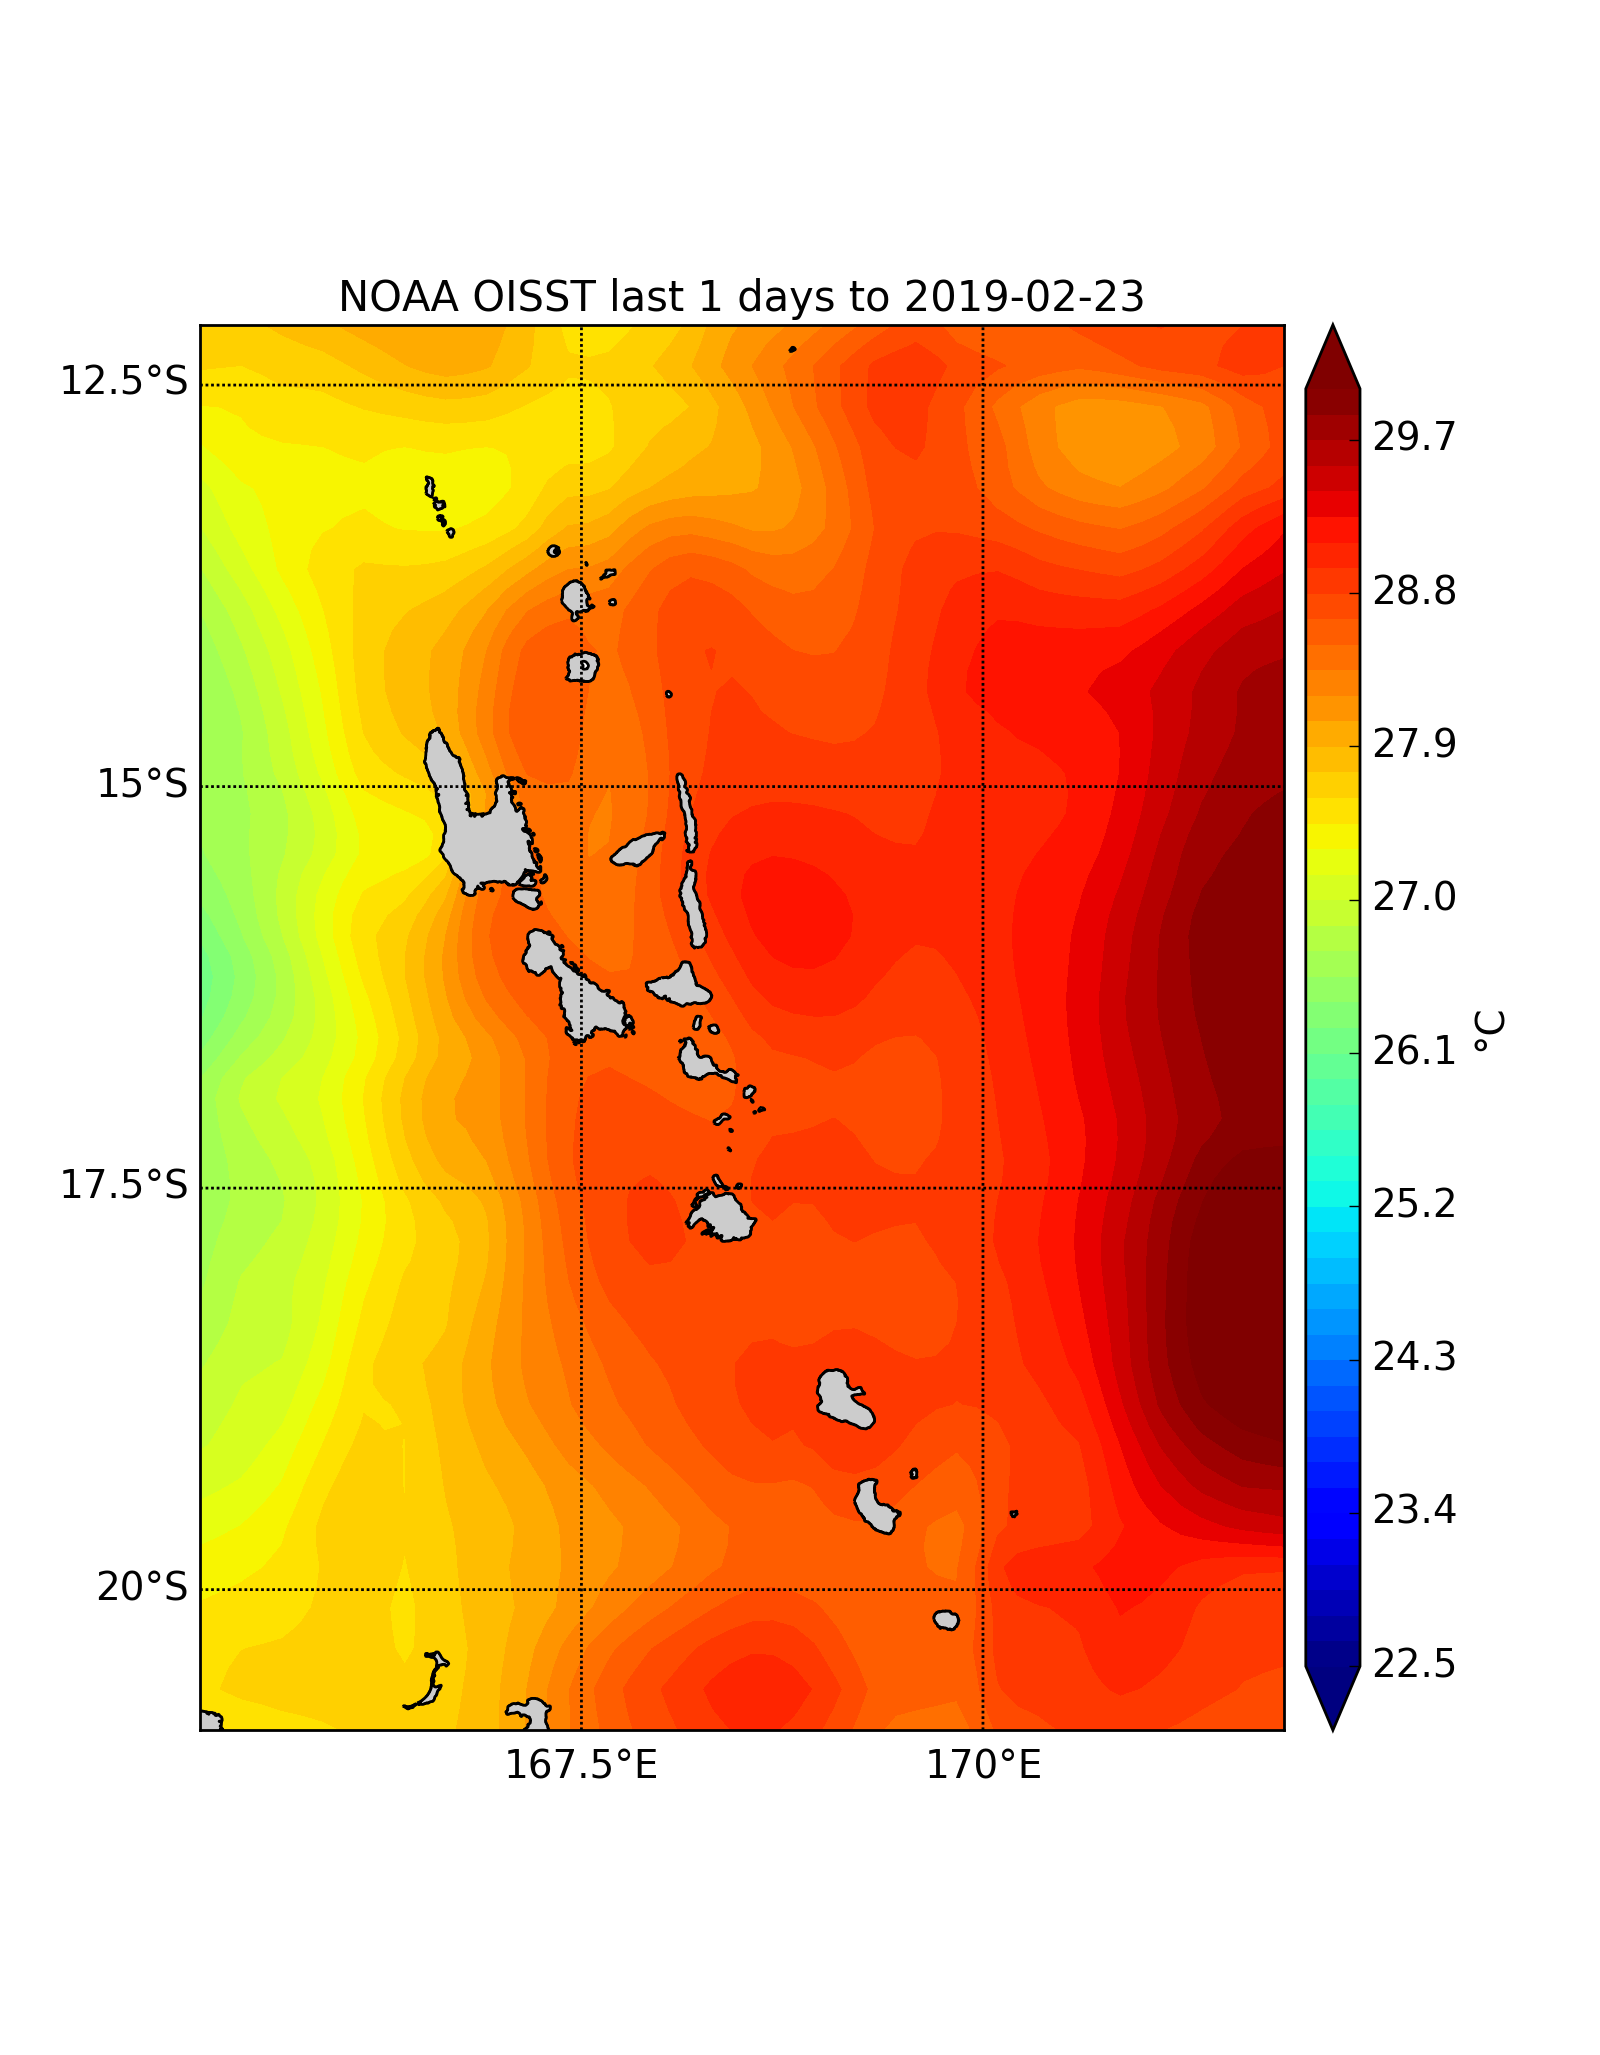 NOAA OISST last 1 days to 2019-02-23
12.5°S
15°S
17.5°S
20°S
167.5°E
170°E
29.7
28.8
27.9
27.0
26.1
25.2
24.3
23.4
22.5
°C